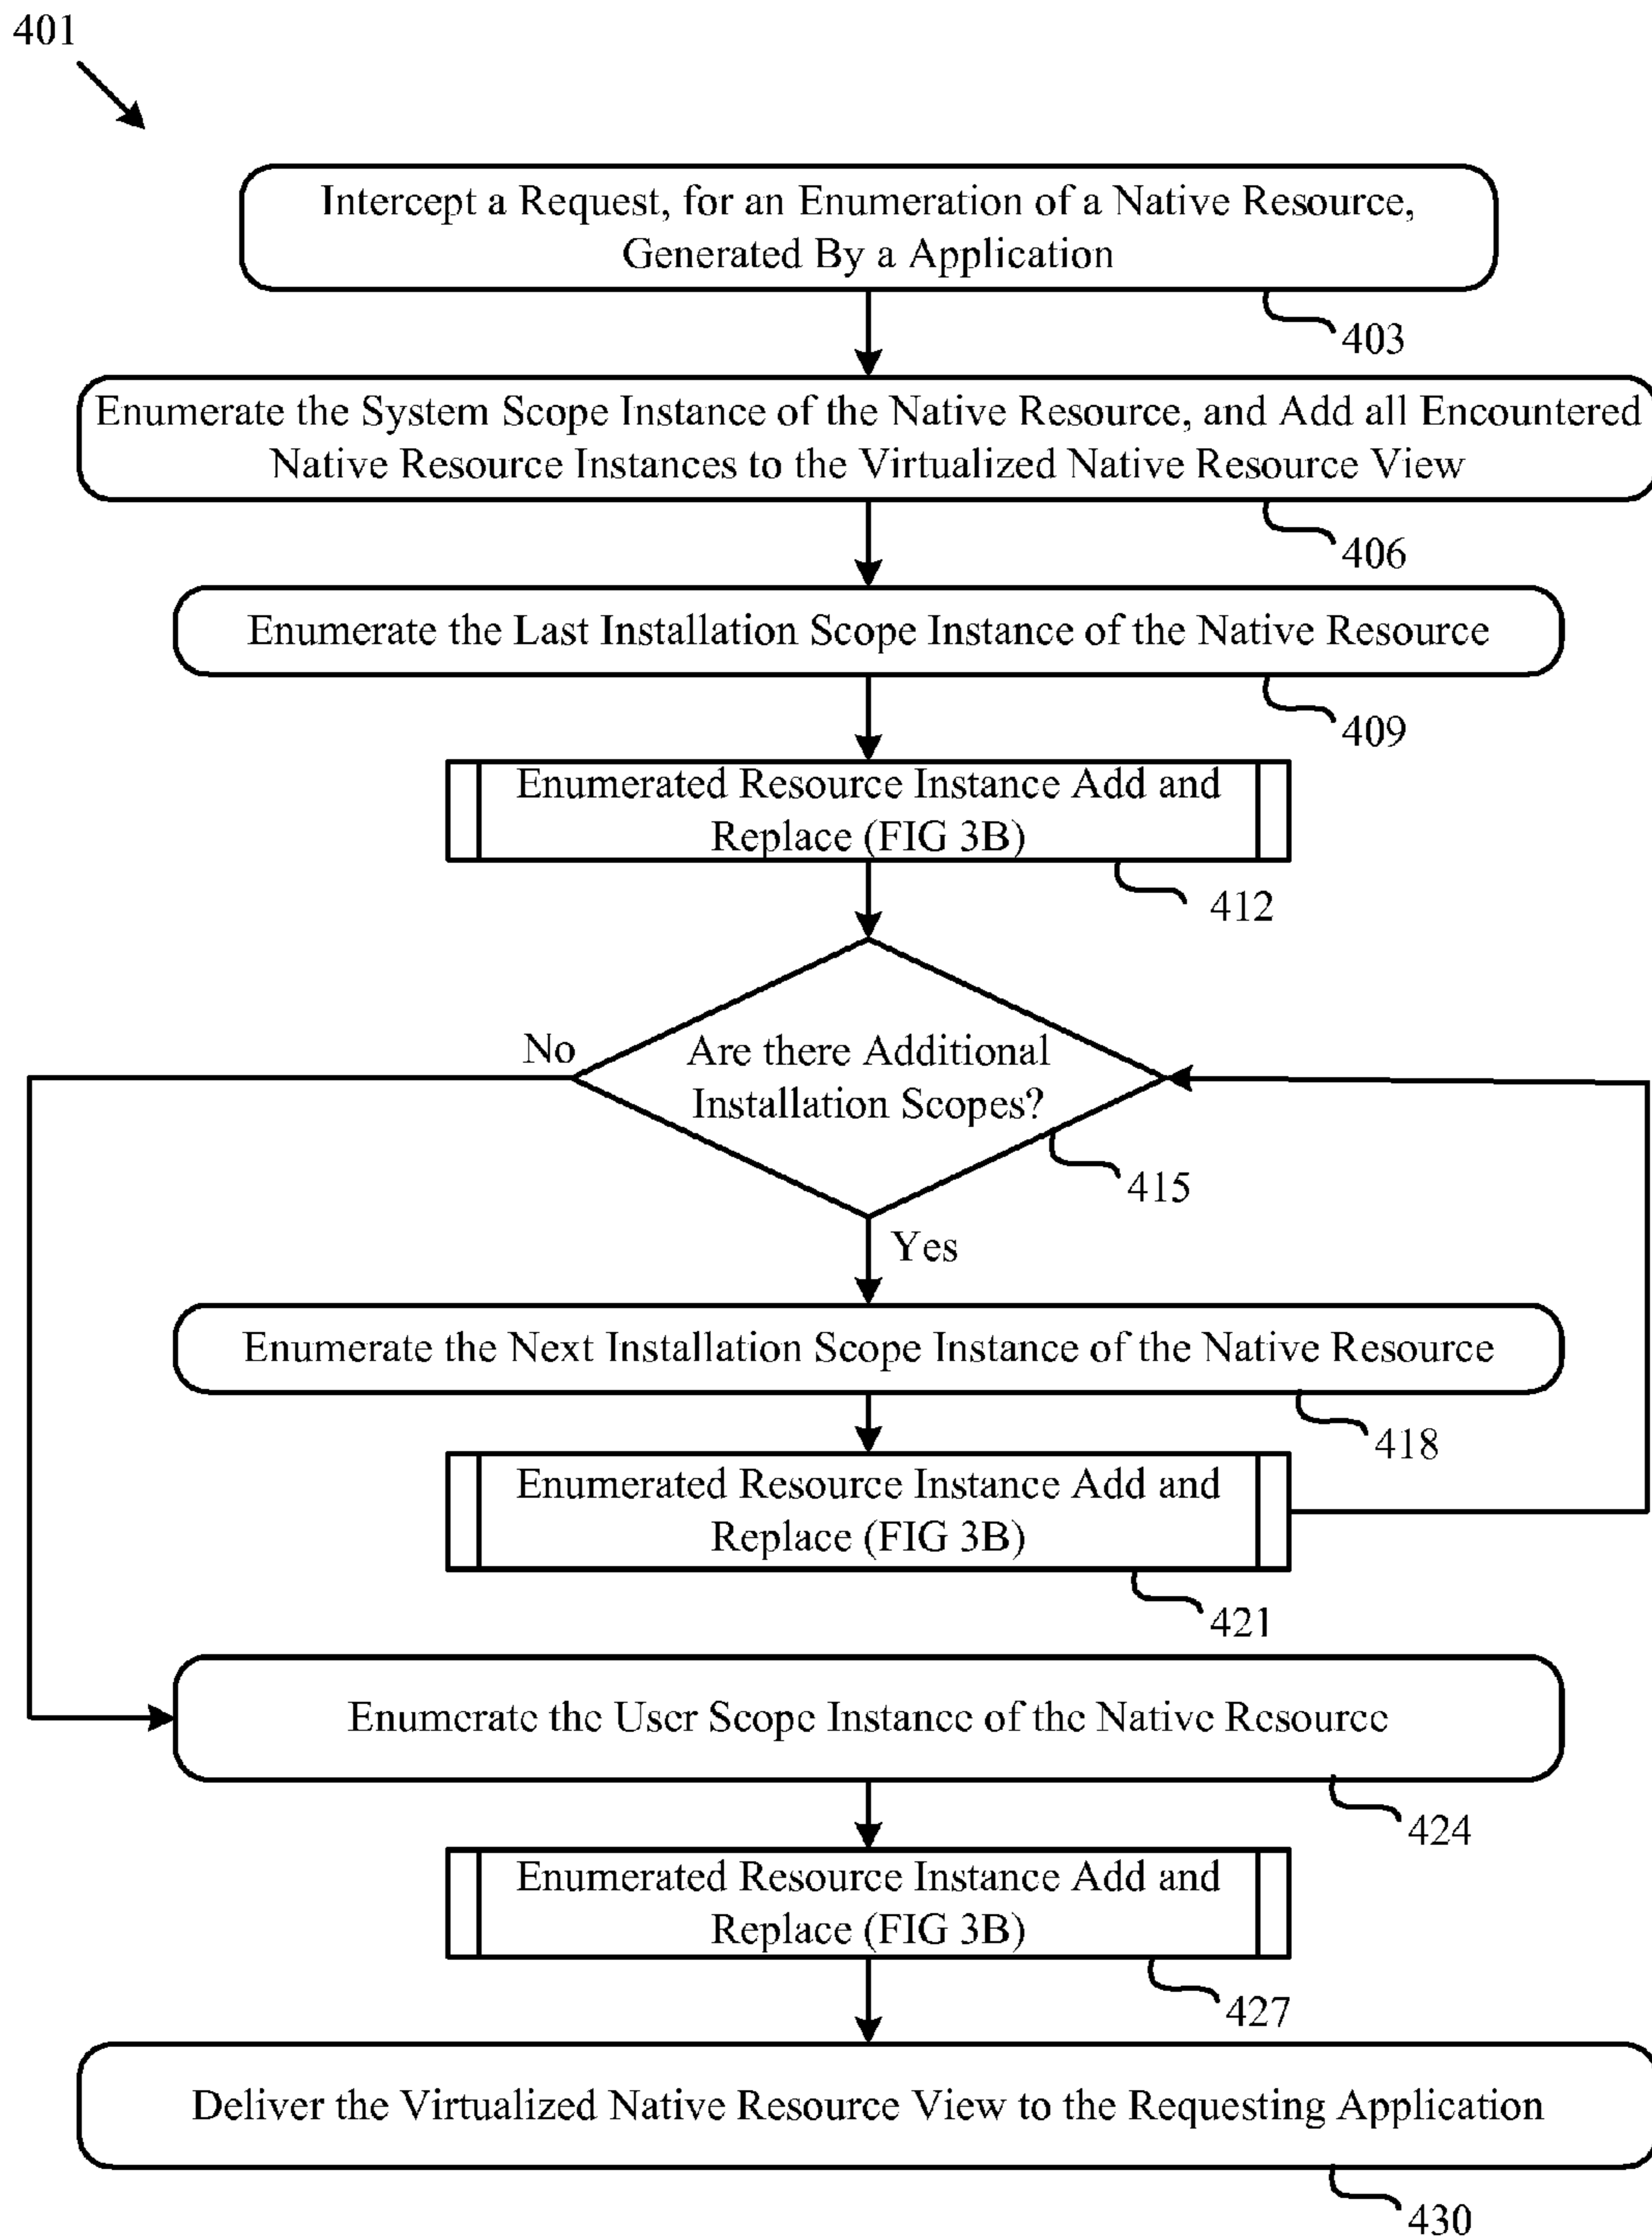 401
Intercept a Request, for an Enumeration of a Native Resource,
Generated By a Application
403
Enumerate the System Scope Instance of the Native Resource, and Add all Encountered
Native Resource Instances to the Virtualized Native Resource View
406
Enumerate the Last Installation Scope Instance of the Native Resource
409
Enumerated Resource Instance Add and
Replace (FIG 3B)
412
No
Are there Additional
Installation Scopes?
415
Yes
Enumerate the Next Installation Scope Instance of the Native Resource
418
Enumerated Resource Instance Add and
Replace (FIG 3B)
421
Enumerate the User Scope Instance of the Native Resource
424
Enumerated Resource Instance Add and
Replace (FIG 3B)
427
Deliver the Virtualized Native Resource View to the Requesting Application
430